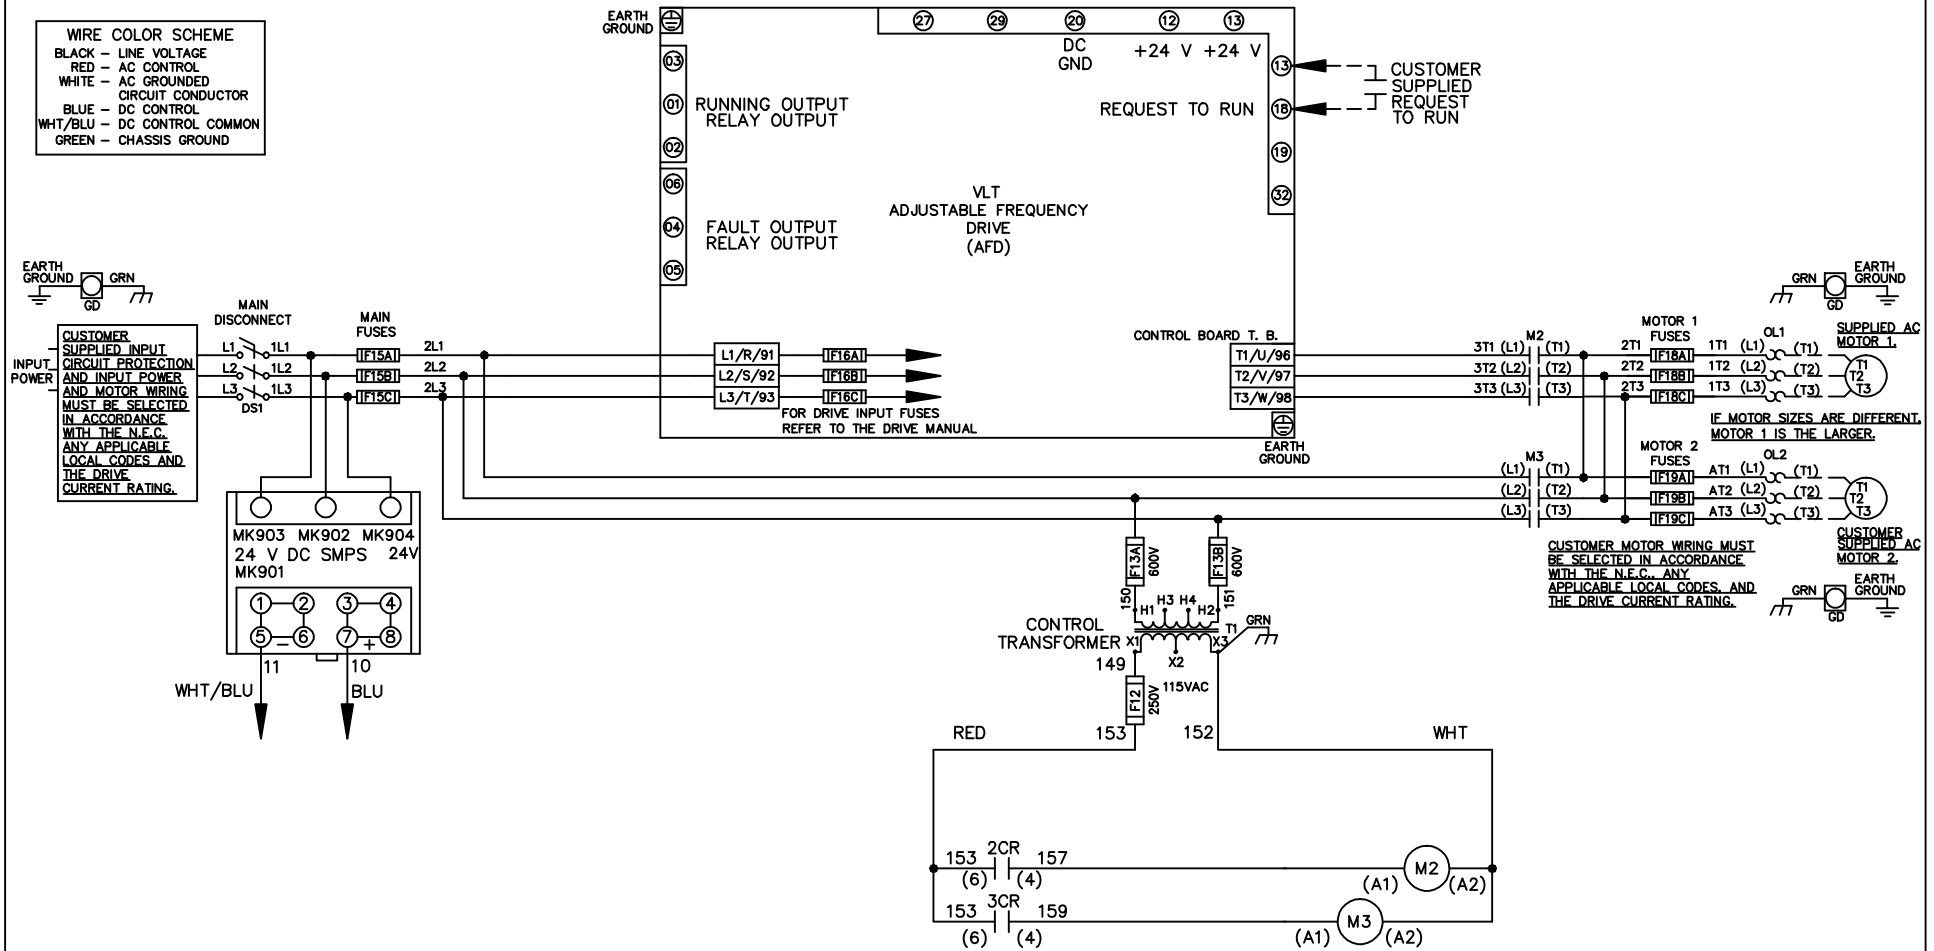 WIRE COLOR SCHEME
BLACK – LINE VOLTAGE
RED – AC CONTROL
WHITE – AC GROUNDED
CIRCUIT CONDUCTOR
BLUE – DC CONTROL
WHT/BLU – DC CONTROL COMMON
GREEN – CHASSIS GROUND
EARTH
GROUND
27
29
20
12
13
DC
GND
+24 V
+24 V
03
01
02
RUNNING OUTPUT
RELAY OUTPUT
06
04
05
FAULT OUTPUT
RELAY OUTPUT
VLT
ADJUSTABLE FREQUENCY
DRIVE
(AFD)
REQUEST TO RUN
13
18
19
32
CUSTOMER
SUPPLIED
REQUEST
TO RUN
EARTH
GROUND
GRN
GD
INPUT
POWER
CUSTOMER
SUPPLIED INPUT
CIRCUIT PROTECTION
AND INPUT POWER
AND MOTOR WIRING
MUST BE SELECTED
IN ACCORDANCE
WITH THE N.E.C.
ANY APPLICABLE
LOCAL CODES AND
THE DRIVE
CURRENT RATING.
MAIN
DISCONNECT
L1 1L1
L2 1L2
L3 1L3
DS1
MAIN
FUSES
F15A 2L1
F15B 2L2
F15C 2L3
L1/R/91 F16A
L2/S/92 F16B
L3/T/93 F16C
FOR DRIVE INPUT FUSES
REFER TO THE DRIVE MANUAL
CONTROL BOARD T. B.
T1/U/96
T2/V/97
T3/W/98
EARTH
GROUND
M2
3T1 (L1) (T1)
3T2 (L2) (T2)
3T3 (L3) (T3)
MOTOR 1
FUSES
2T1 F18A 1T1 (L1) (T1)
2T2 F18B 1T2 (L2) (T2)
2T3 F18C 1T3 (L3) (T3)
OL1
GRN
GD
EARTH
GROUND
SUPPLIED AC
MOTOR 1.
T1
T2
T3
IF MOTOR SIZES ARE DIFFERENT,
MOTOR 1 IS THE LARGER.
M3
(L1) (T1)
(L2) (T2)
(L3) (T3)
MOTOR 2
FUSES
F19A AT1 (L1) (T1)
F19B AT2 (L2) (T2)
F19C AT3 (L3) (T3)
OL2
T1
T2
T3
CUSTOMER
SUPPLIED AC
MOTOR 2.
CUSTOMER MOTOR WIRING MUST
BE SELECTED IN ACCORDANCE
WITH THE N.E.C., ANY
APPLICABLE LOCAL CODES, AND
THE DRIVE CURRENT RATING.
GRN
GD
EARTH
GROUND
MK903 MK902 MK904
24 V DC SMPS 24V
MK901
1 2 3 4
5 – 6 7 + 8
11
10
WHT/BLU
BLU
F13A
600V
F13B
600V
150
151
H1 H3 H4 H2
CONTROL
TRANSFORMER
T1
GRN
X1
X2
X3
149
115VAC
F12
250V
153
152
RED
WHT
153 2CR 157
(6) (4)
M2
(A1) (A2)
153 3CR 159
(6) (4)
M3
(A1) (A2)